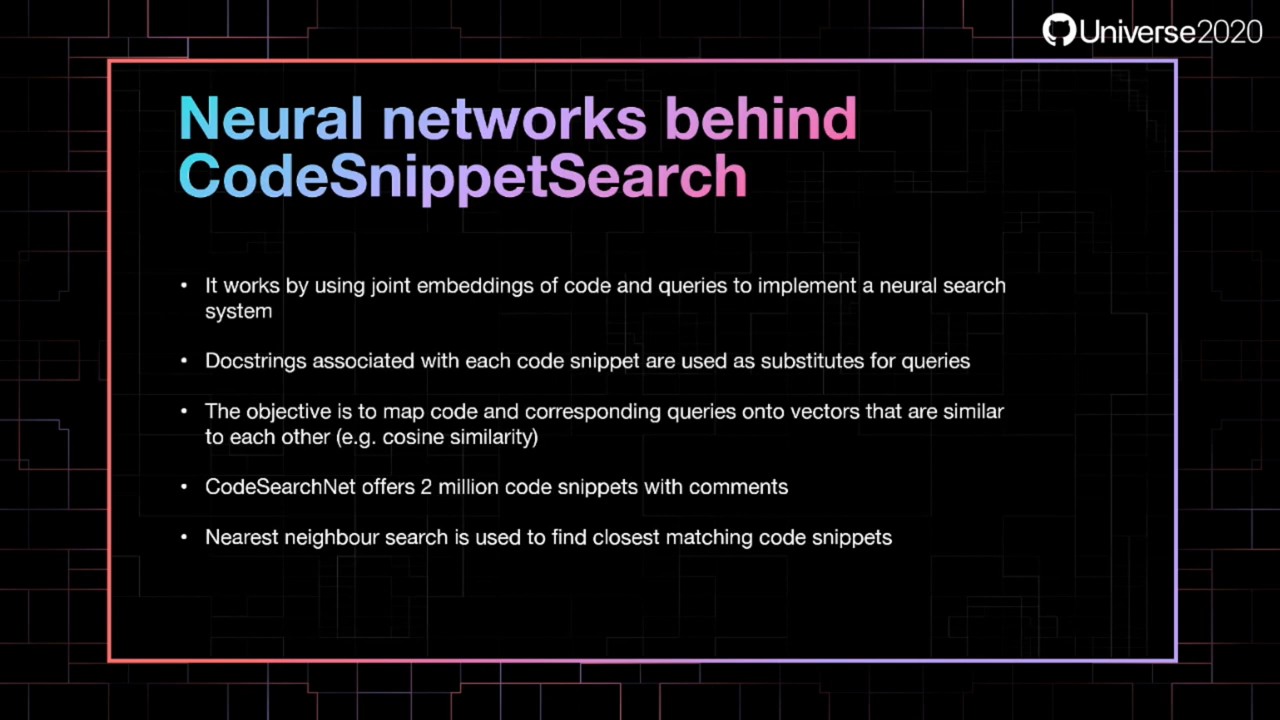 Universe2020
Neural networks behind
CodeSnippetSearch
• It works by using joint embeddings of code and queries to implement a neural search
system
• Docstrings associated with each code snippet are used as substitutes for queries
• The objective is to map code and corresponding queries onto vectors that are similar
to each other (e.g. cosine similarity)
• CodeSearchNet offers 2 million code snippets with comments
• Nearest neighbour search is used to find closest matching code snippets